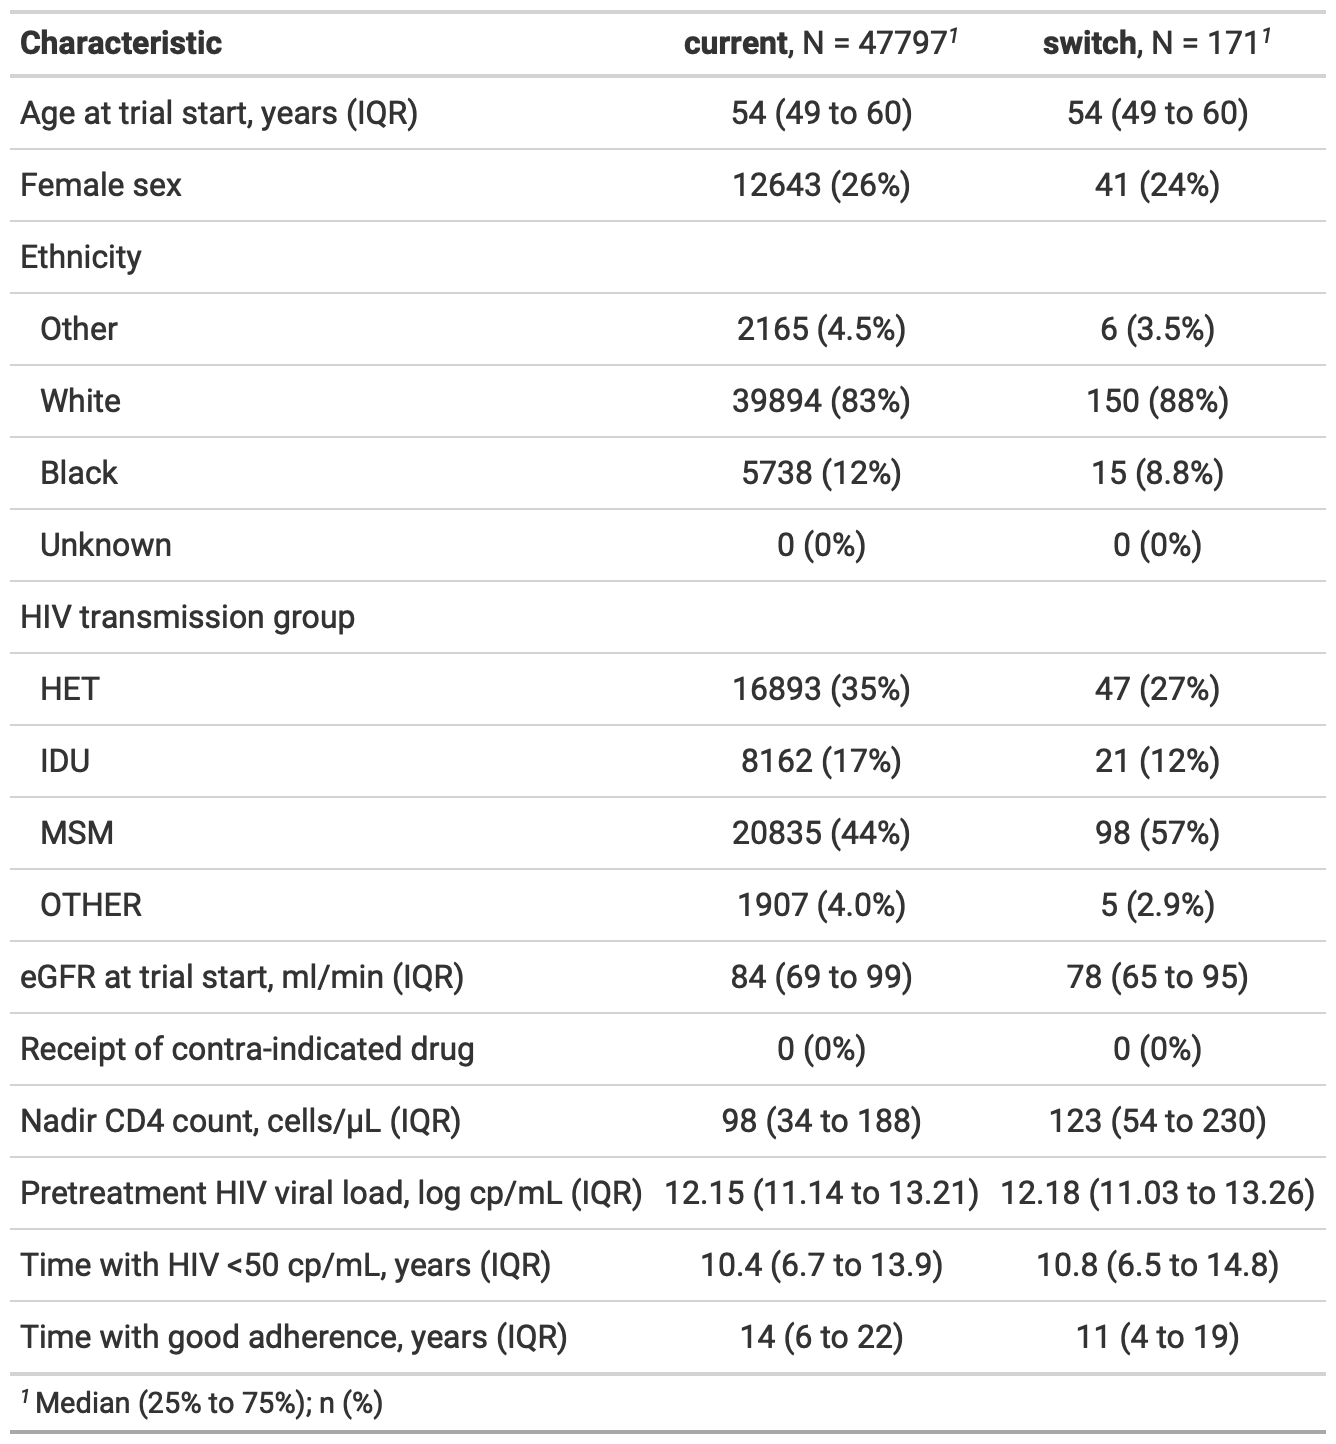 Characteristic current, N = 47797¹ switch, N = 171¹
Age at trial start, years (IQR) 54 (49 to 60) 54 (49 to 60)
Female sex 12643 (26%) 41 (24%)
Ethnicity
Other 2165 (4.5%) 6 (3.5%)
White 39894 (83%) 150 (88%)
Black 5738 (12%) 15 (8.8%)
Unknown 0 (0%) 0 (0%)
HIV transmission group
HET 16893 (35%) 47 (27%)
IDU 8162 (17%) 21 (12%)
MSM 20835 (44%) 98 (57%)
OTHER 1907 (4.0%) 5 (2.9%)
eGFR at trial start, ml/min (IQR) 84 (69 to 99) 78 (65 to 95)
Receipt of contra-indicated drug 0 (0%) 0 (0%)
Nadir CD4 count, cells/µL (IQR) 98 (34 to 188) 123 (54 to 230)
Pretreatment HIV viral load, log cp/mL (IQR) 12.15 (11.14 to 13.21) 12.18 (11.03 to 13.26)
Time with HIV <50 cp/mL, years (IQR) 10.4 (6.7 to 13.9) 10.8 (6.5 to 14.8)
Time with good adherence, years (IQR) 14 (6 to 22) 11 (4 to 19)
¹ Median (25% to 75%); n (%)